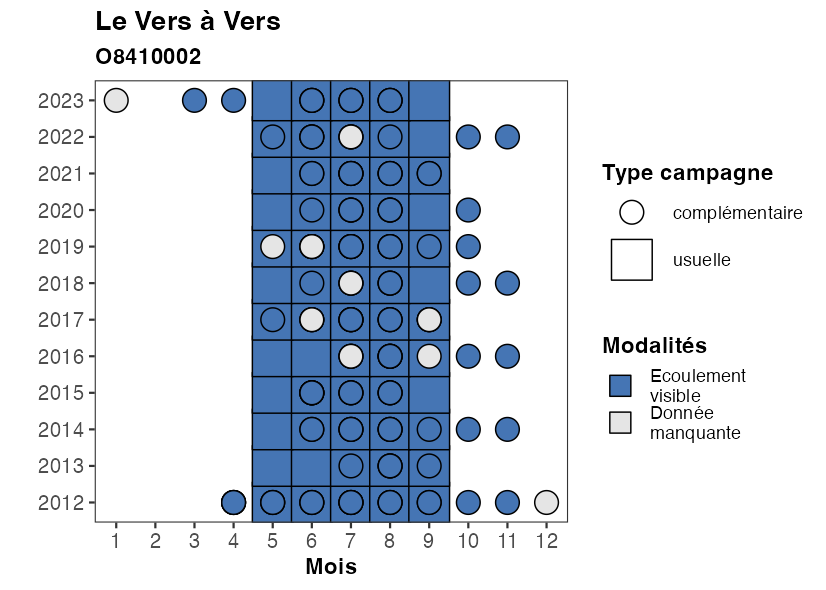 Le Vers à Vers
O8410002
2023
2022
2021
2020
2019
2018
2017
2016
2015
2014
2013
2012
1 2 3 4 5 6 7 8 9 10 11 12
Mois
Type campagne
complémentaire
usuelle
Modalités
Ecoulement
visible
Donnée
manquante